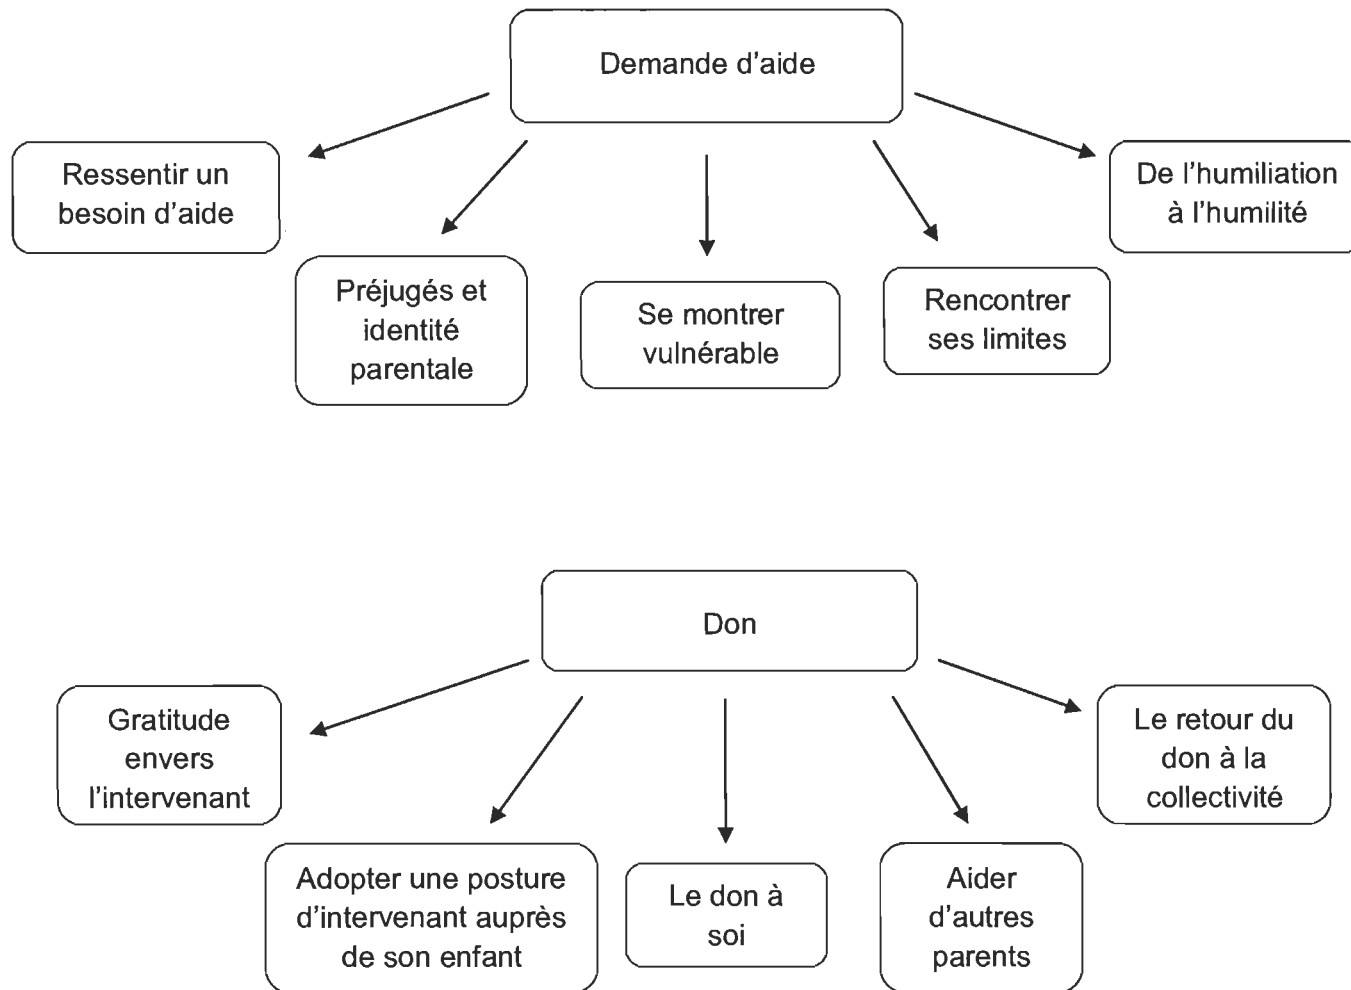 Demande d'aide
Ressentir un
besoin d'aide
Préjugés et
identité
parentale
Se montrer
vulnérable
Rencontrer
ses limites
De l'humiliation
à l'humilité
Don
Gratitude
envers
l'intervenant
Adopter une posture
d'intervenant auprès
de son enfant
Le don à
soi
Aider
d'autres
parents
Le retour du
don à la
collectivité